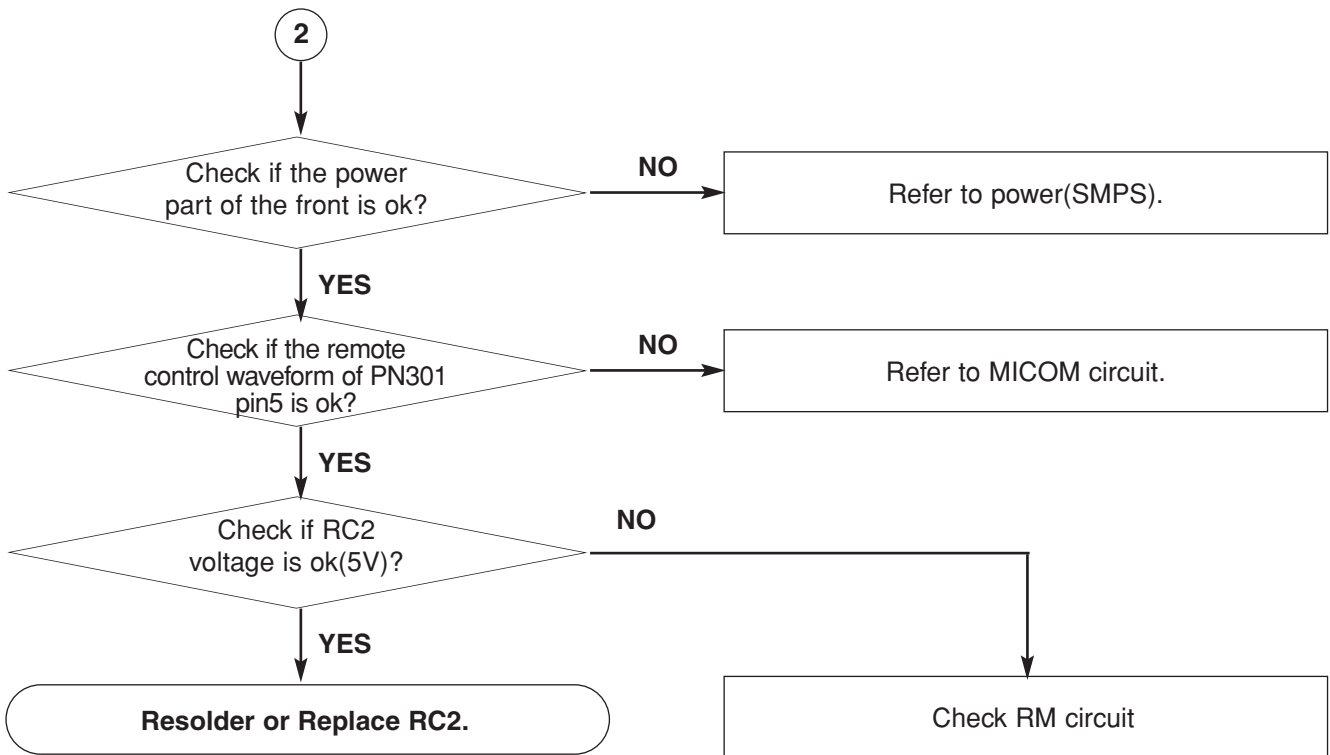 2
Check if the power
part of the front is ok?
NO
Refer to power(SMPS).
YES
Check if the remote
control waveform of PN301
pin5 is ok?
NO
Refer to MICOM circuit.
YES
Check if RC2
voltage is ok(5V)?
NO
YES
Resolder or Replace RC2.
Check RM circuit